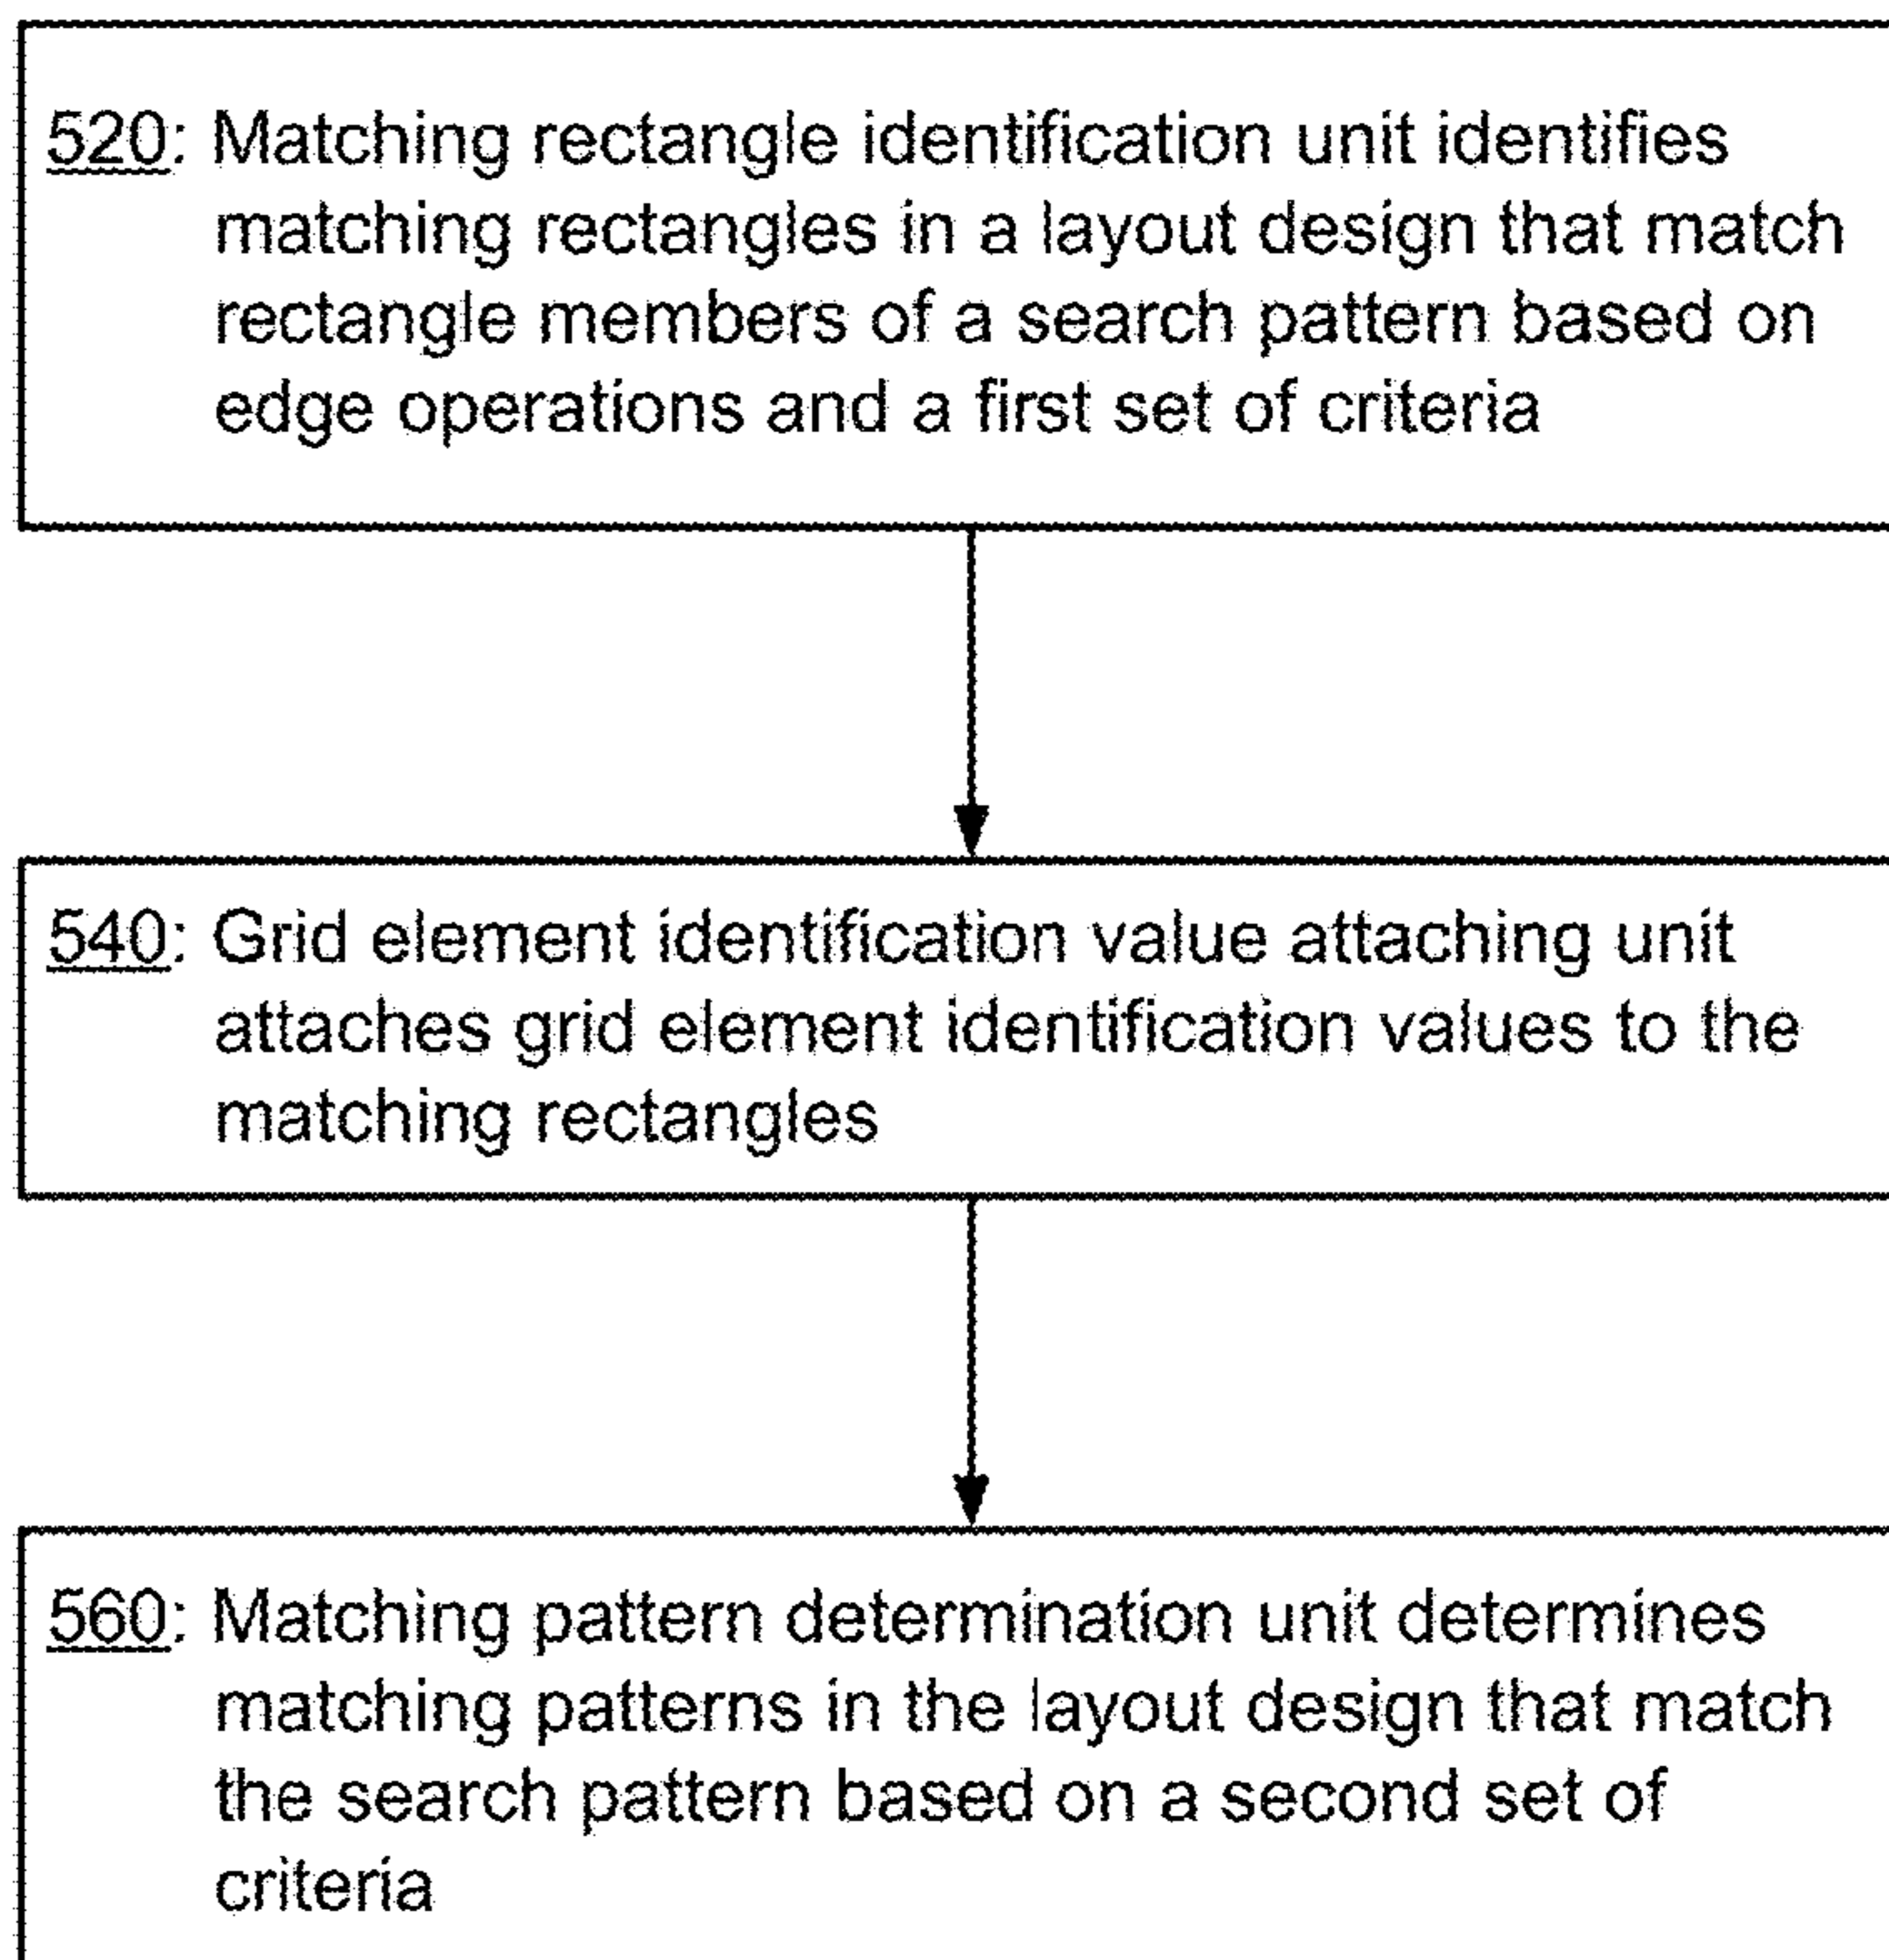 520: Matching rectangle identification unit identifies
matching rectangles in a layout design that match
rectangle members of a search pattern based on
edge operations and a first set of criteria
540: Grid element identification value attaching unit
attaches grid element identification values to the
matching rectangles
560: Matching pattern determination unit determines
matching patterns in the layout design that match
the search pattern based on a second set of
criteria